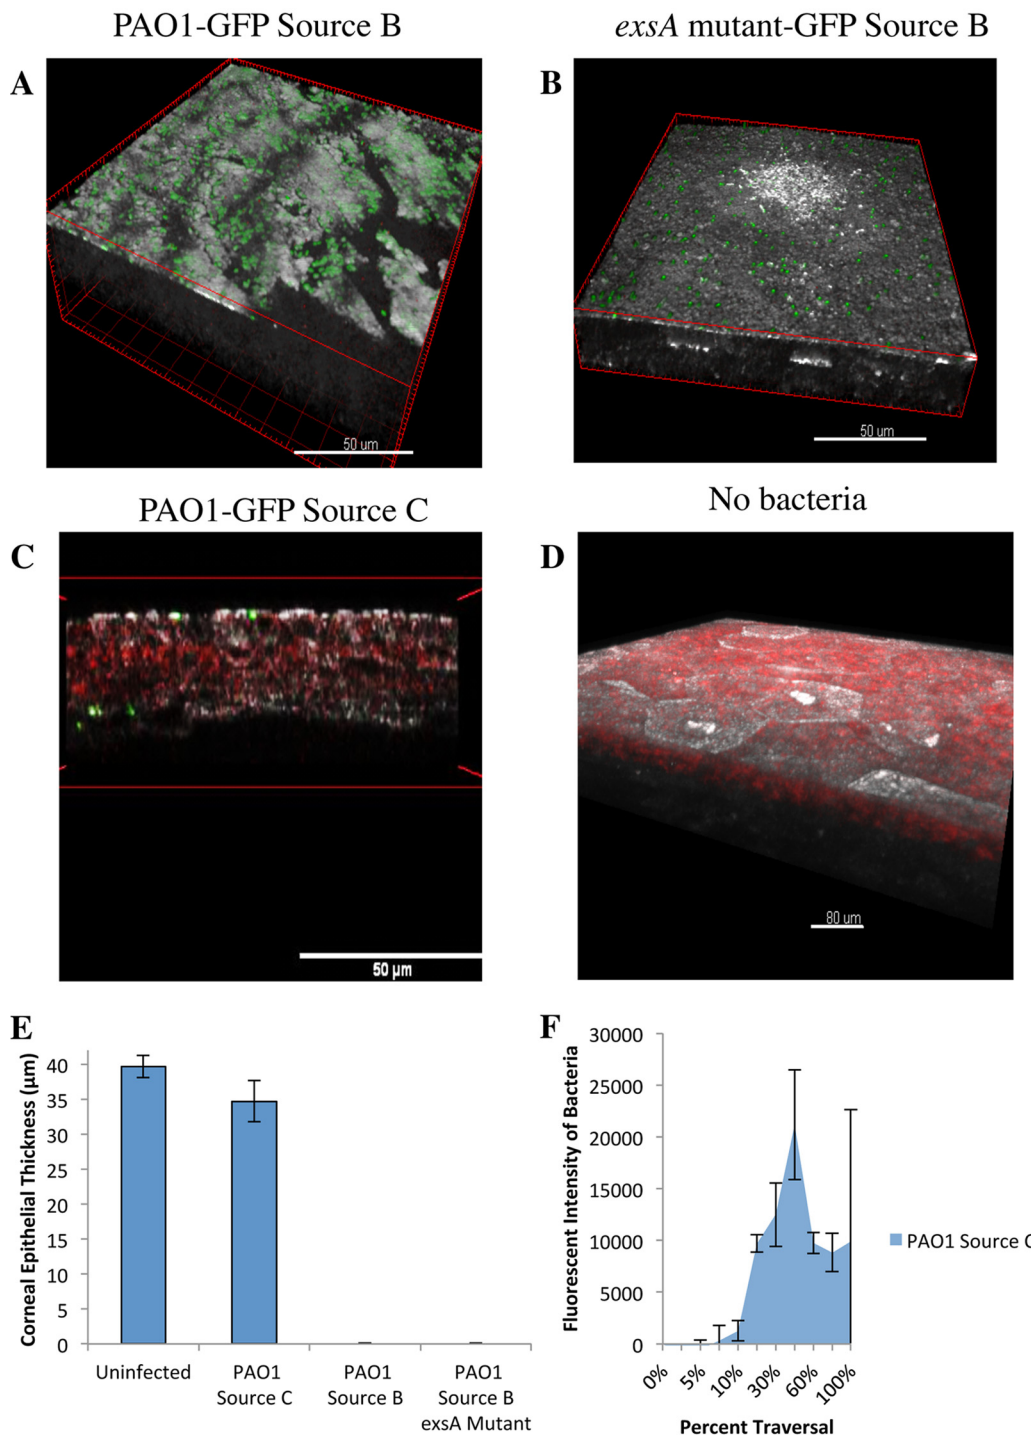 PAO1-GFP Source B
exsA mutant-GFP Source B
A
B
50 um
50 um
PAO1-GFP Source C
No bacteria
C
D
50 µm
80 um
E
Corneal Epithelial Thickness (µm)
40
35
30
25
20
15
10
5
0
Uninfected
PAO1
Source C
PAO1
Source B
PAO1
Source B
exsA Mutant
F
Fluorescent Intensity of Bacteria
30000
25000
20000
15000
10000
5000
0
0%
5%
10%
30%
60%
100%
Percent Traversal
PAO1 Source C